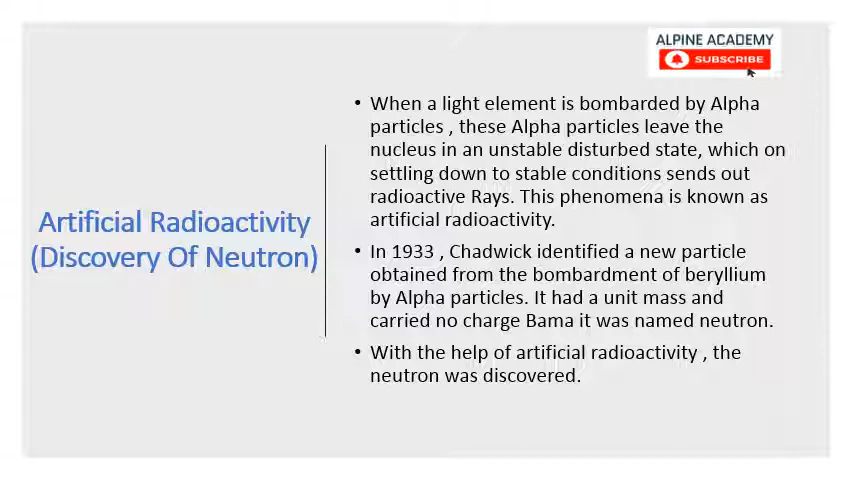 ALPINE ACADEMY
SUBSCRIBE
Artificial Radioactivity
(Discovery Of Neutron)
• When a light element is bombarded by Alpha
particles , these Alpha particles leave the
nucleus in an unstable disturbed state, which on
settling down to stable conditions sends out
radioactive Rays. This phenomena is known as
artificial radioactivity.
• In 1933 , Chadwick identified a new particle
obtained from the bombardment of beryllium
by Alpha particles. It had a unit mass and
carried no charge Bama it was named neutron.
• With the help of artificial radioactivity , the
neutron was discovered.